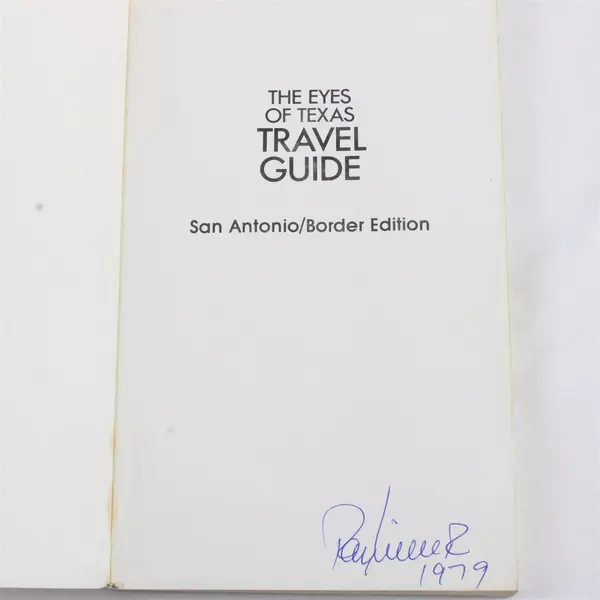 THE EYES
OF TEXAS
TRAVEL
GUIDE
San Antonio/Border Edition
1979